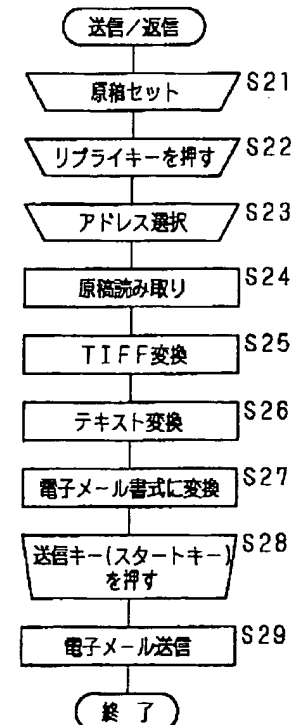 送信/返信
原稿セット S21
リプライキーを押す S22
アドレス選択 S23
原稿読み取り S24
TIFF変換 S25
テキスト変換 S26
電子メール書式に変換 S27
送信キー(スタートキー) S28
を押す
電子メール送信 S29
終了